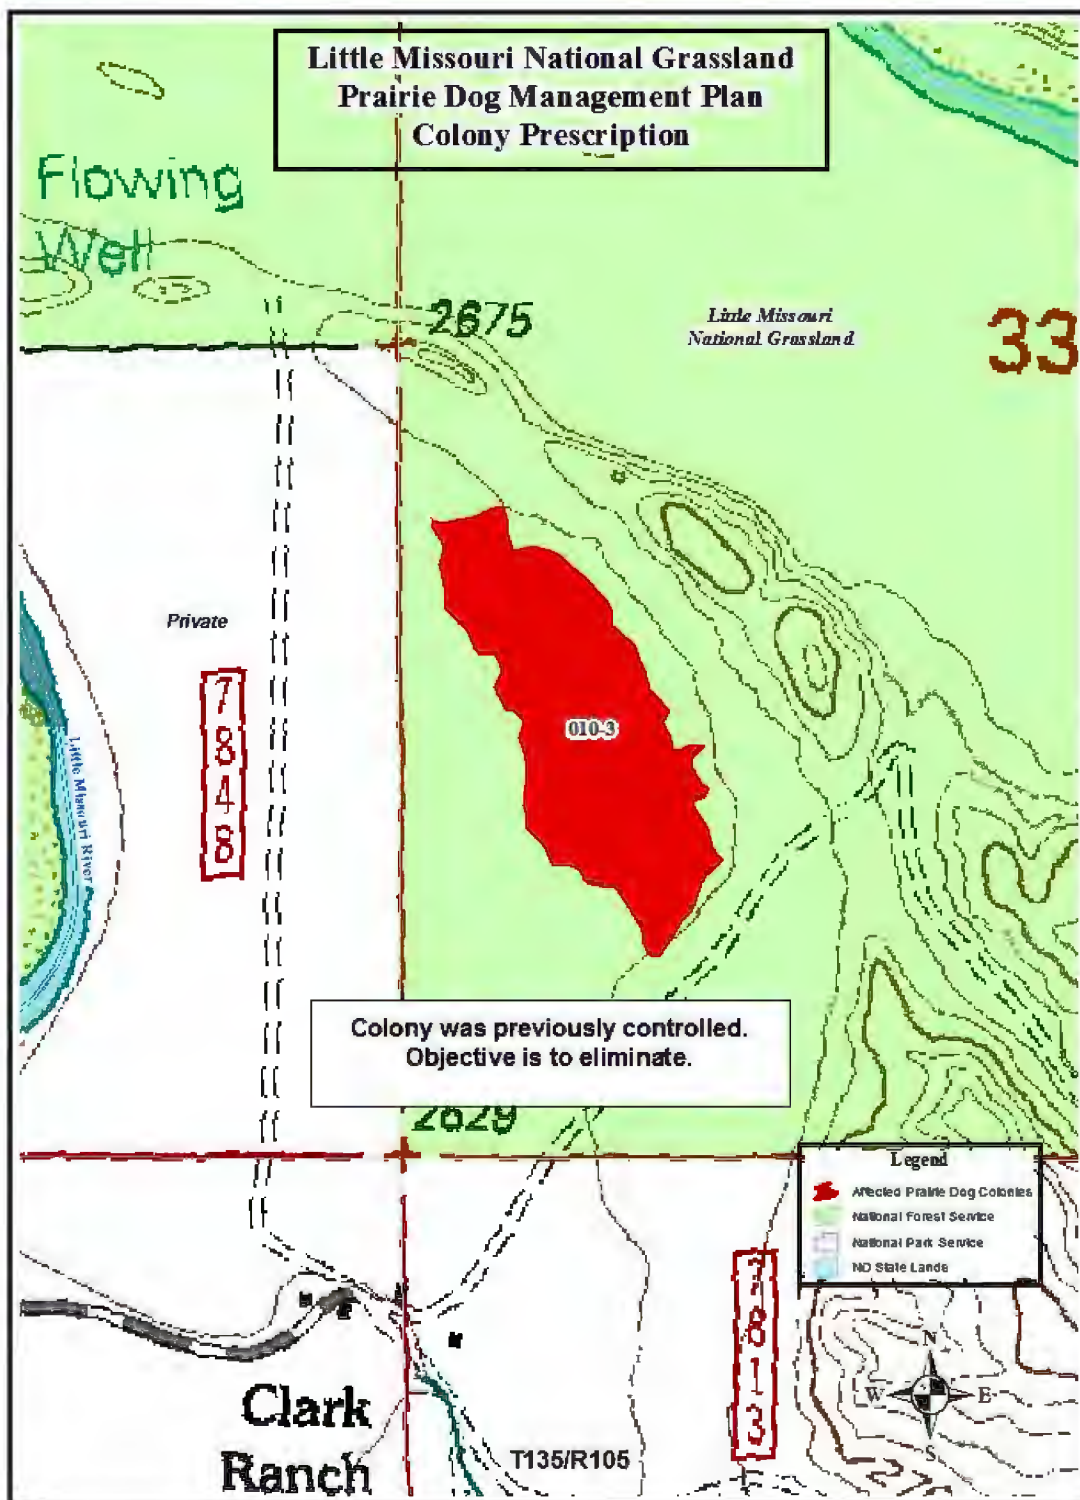 Little Missouri National Grassland
Prairie Dog Management Plan
Colony Prescription
Flowing
Well
2675
Little Missouri
National Grassland
33
Private
7848
Little Missouri River
010-3
Colony was previously controlled.
Objective is to eliminate.
2629
Legend
Affected Prairie Dog Colonies
National Forest Service
National Park Service
ND State Lands
7813
N
W
E
S
Clark
Ranch
T135/R105